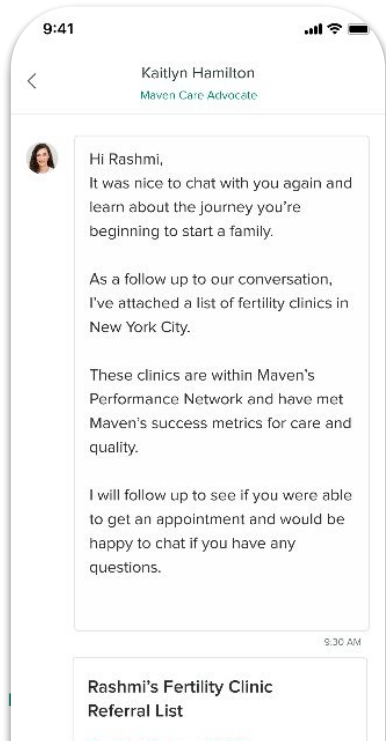 9:41
Kaitlyn Hamilton
Maven Care Advocate
Hi Rashmi,
It was nice to chat with you again and
learn about the journey you're
beginning to start a family.
As a follow up to our conversation,
I've attached a list of fertility clinics in
New York City.
These clinics are within Maven's
Performance Network and have met
Maven's success metrics for care and
quality.
I will follow up to see if you were able
to get an appointment and would be
happy to chat if you have any
questions.
9:30 AM
Rashmi's Fertility Clinic
Referral List